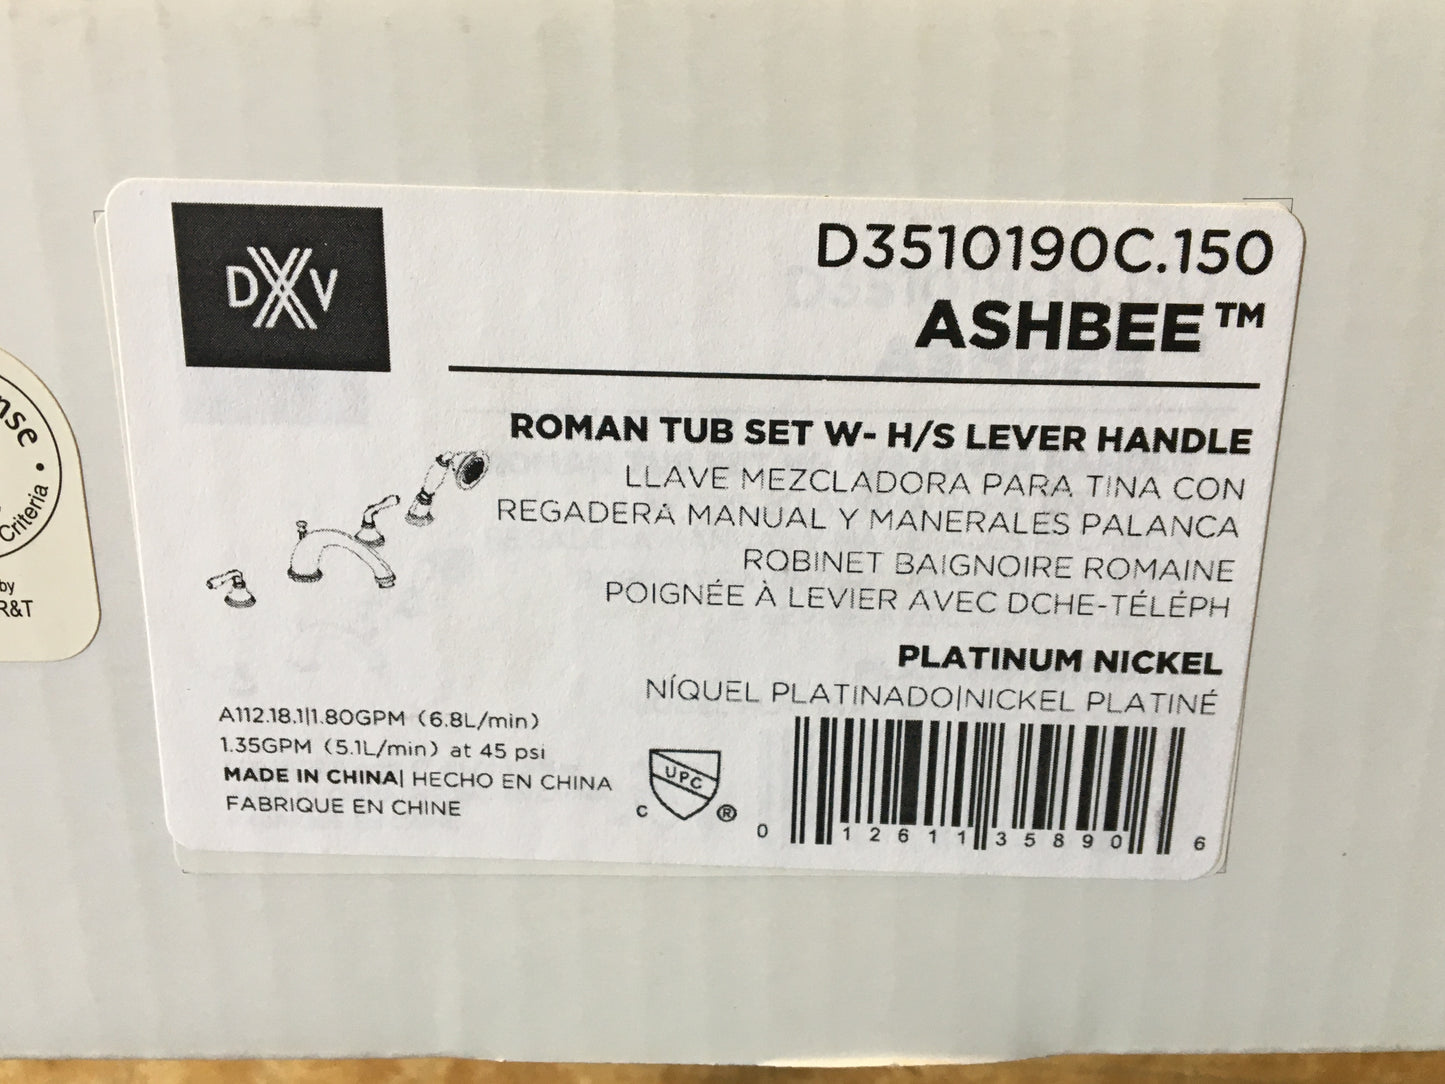 DXV
D3510190C.150
ASHBEE™
ROMAN TUB SET W- H/S LEVER HANDLE
LLAVE MEZCLADORA PARA TINA CON
REGADERA MANUAL Y MANERALES PALANCA
ROBINET BAIGNOIRE ROMAINE
POIGNÉE À LEVIER AVEC DCHE-TÉLÉPH
PLATINUM NICKEL
NÍQUEL PLATINADO|NICKEL PLATINÉ
A112.18.1|1.80GPM (6.8L/min)
1.35GPM (5.1L/min) at 45 psi
MADE IN CHINA| HECHO EN CHINA
FABRIQUE EN CHINE
UPC
C ®
0 12611 35890 6
Criteria
by
R&T